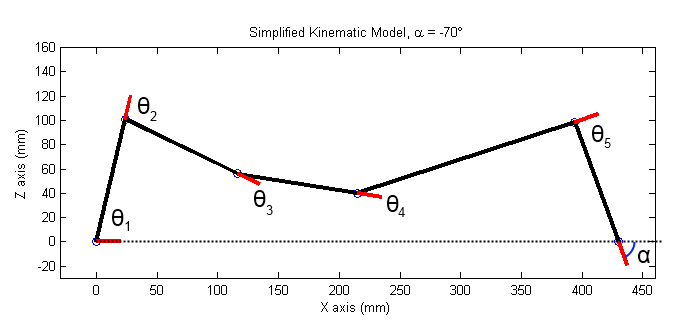 Simplified Kinematic Model, α = -70°
160
140
120
100
80
60
40
20
0
-20
Z axis (mm)
θ2
θ5
θ3
θ4
θ1
α
0 50 100 150 200 250 300 350 400 450
X axis (mm)